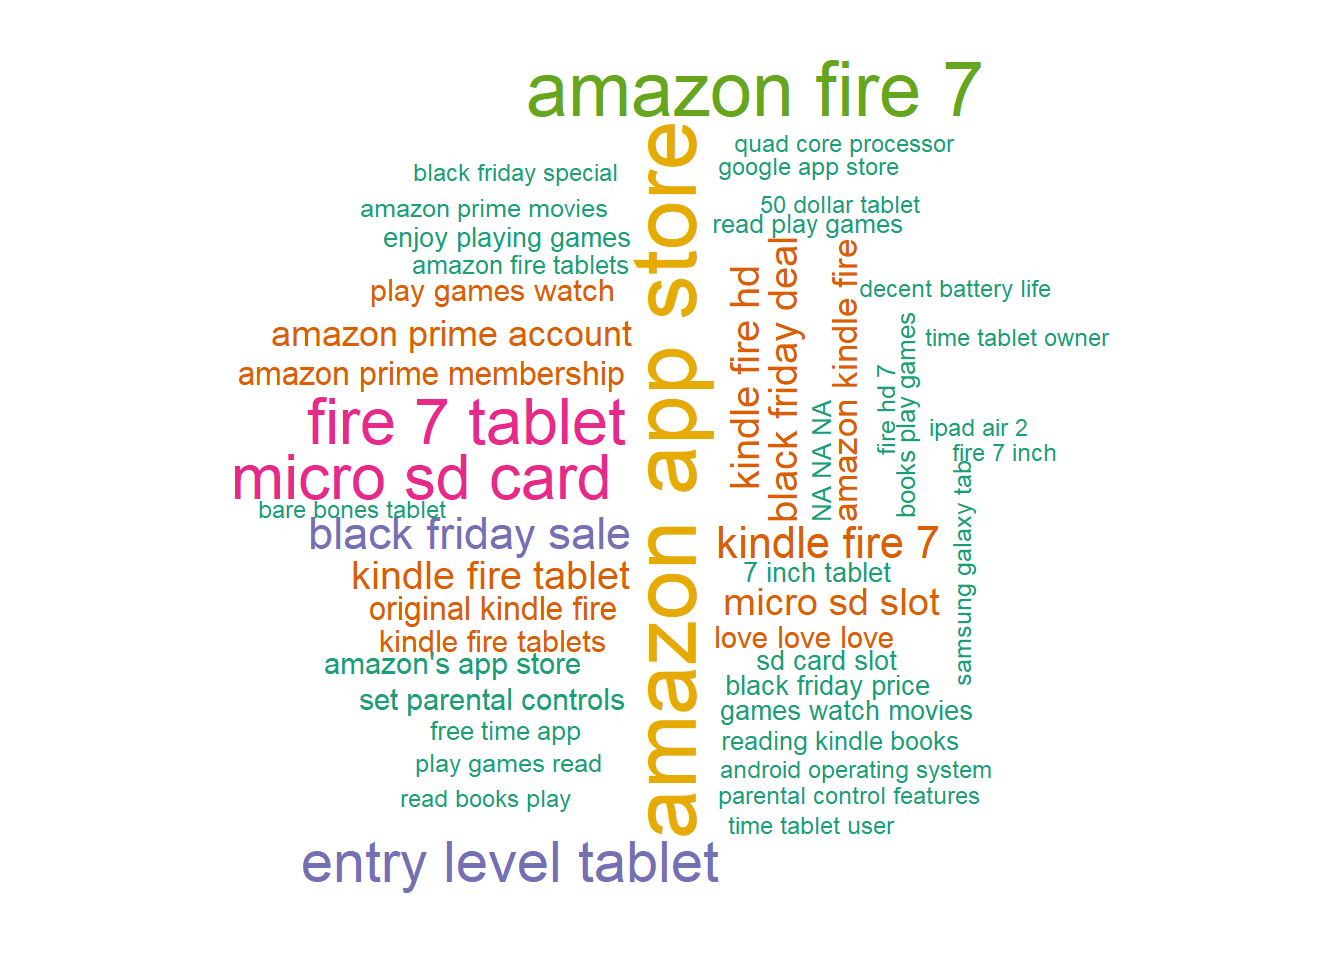 amazon fire 7
amazon app store
quad core processor
google app store
black friday special
50 dollar tablet
amazon prime movies
read play games
enjoy playing games
amazon fire tablets
play games watch
kindle fire hd
black friday deal
NA NA NA
amazon kindle fire
fire hd 7
books play games
decent battery life
time tablet owner
amazon prime account
amazon prime membership
fire 7 tablet
ipad air 2
fire 7 inch
samsung galaxy tab
micro sd card
bare bones tablet
black friday sale
kindle fire 7
kindle fire tablet
7 inch tablet
original kindle fire
micro sd slot
kindle fire tablets
love love love
amazon's app store
sd card slot
set parental controls
black friday price
games watch movies
free time app
reading kindle books
play games read
android operating system
read books play
parental control features
time tablet user
entry level tablet